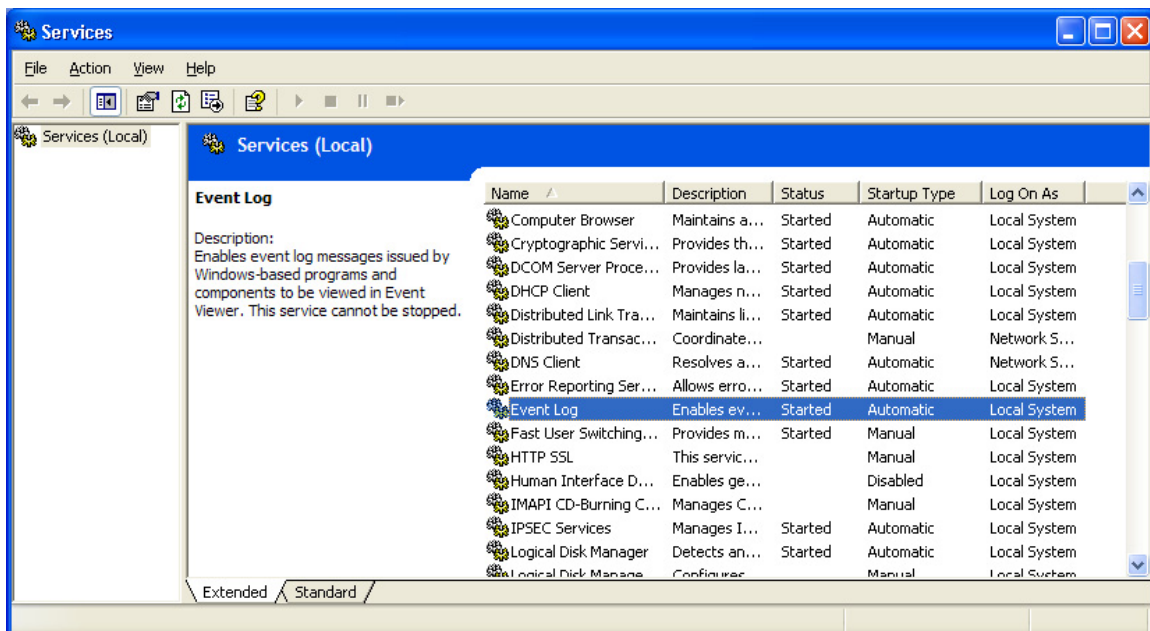 Services
File Action View Help
Services (Local)
Services (Local)
Event Log
Description:
Enables event log messages issued by
Windows-based programs and
components to be viewed in Event
Viewer. This service cannot be stopped.
Name Description Status Startup Type Log On As
Computer Browser Maintains a... Started Automatic Local System
Cryptographic Servi... Provides th... Started Automatic Local System
DCOM Server Proce... Provides la... Started Automatic Local System
DHCP Client Manages n... Started Automatic Local System
Distributed Link Tra... Maintains li... Started Automatic Local System
Distributed Transac... Coordinate... Manual Network S...
DNS Client Resolves a... Started Automatic Network S...
Error Reporting Ser... Allows erro... Started Automatic Local System
Event Log Enables ev... Started Automatic Local System
Fast User Switching... Provides m... Started Manual Local System
HTTP SSL This servic... Manual Local System
Human Interface D... Enables ge... Disabled Local System
IMAPI CD-Burning C... Manages C... Manual Local System
IPSEC Services Manages I... Started Automatic Local System
Logical Disk Manager Detects an... Started Automatic Local System
Logical Disk Manage Configures Manual Local System
Extended Standard